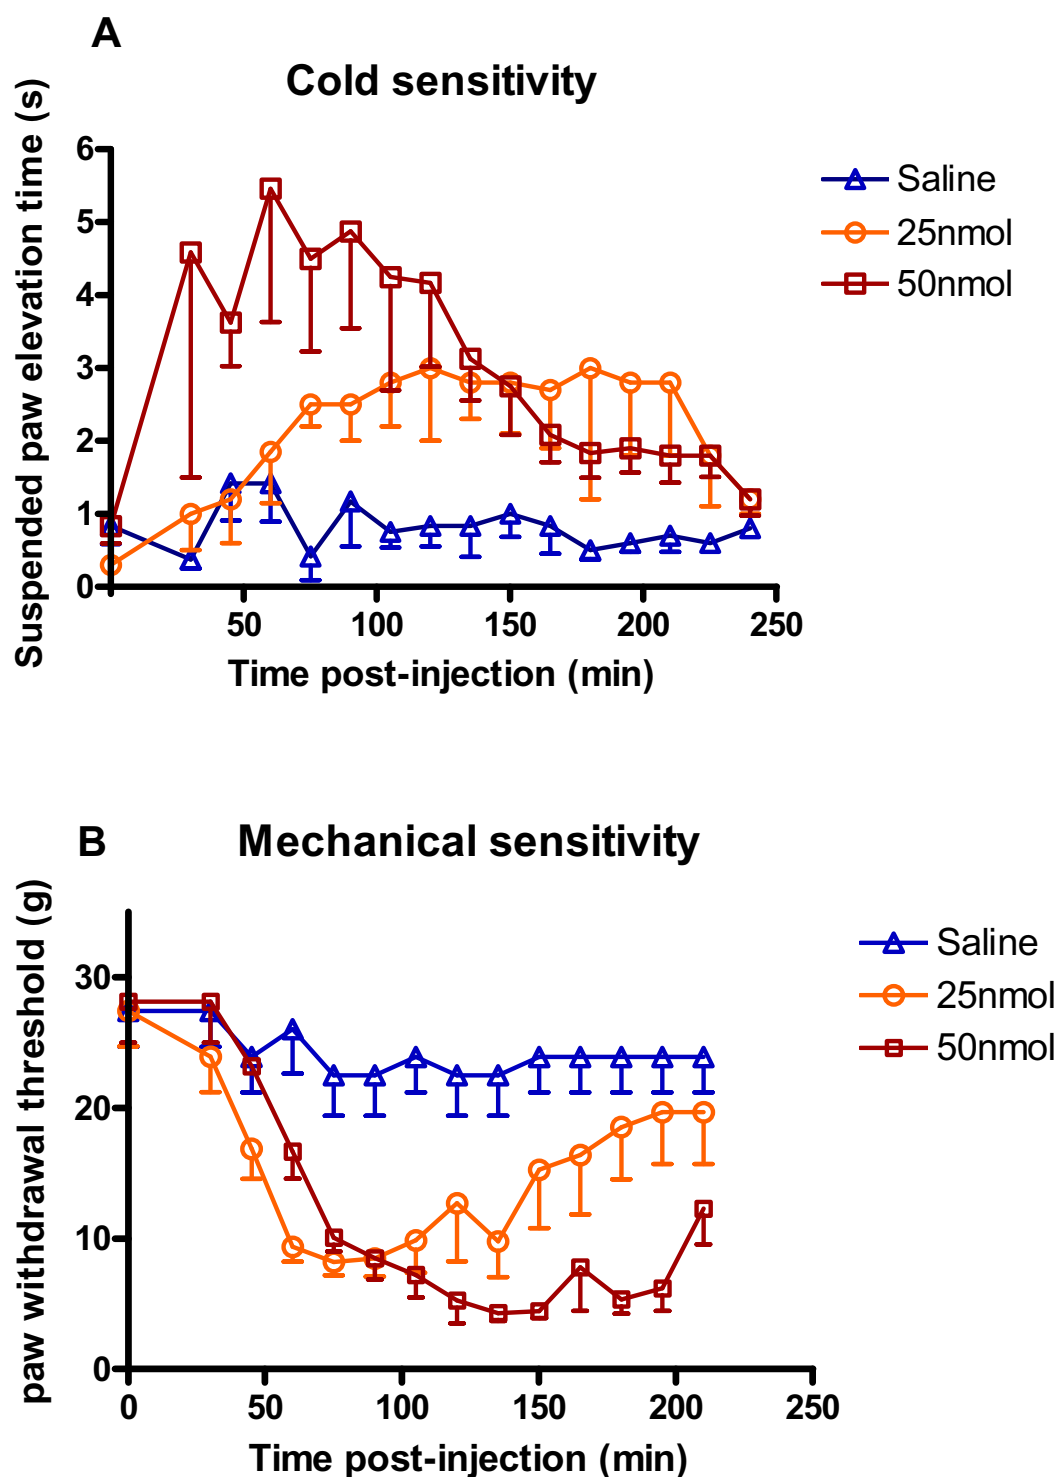 A
Cold sensitivity
Suspended paw elevation time (s)
6
5
4
3
2
1
0
50
100
150
200
250
Time post-injection (min)
Saline
25nmol
50nmol
B
Mechanical sensitivity
paw withdrawal threshold (g)
30
20
10
0
0
50
100
150
200
250
Time post-injection (min)
Saline
25nmol
50nmol